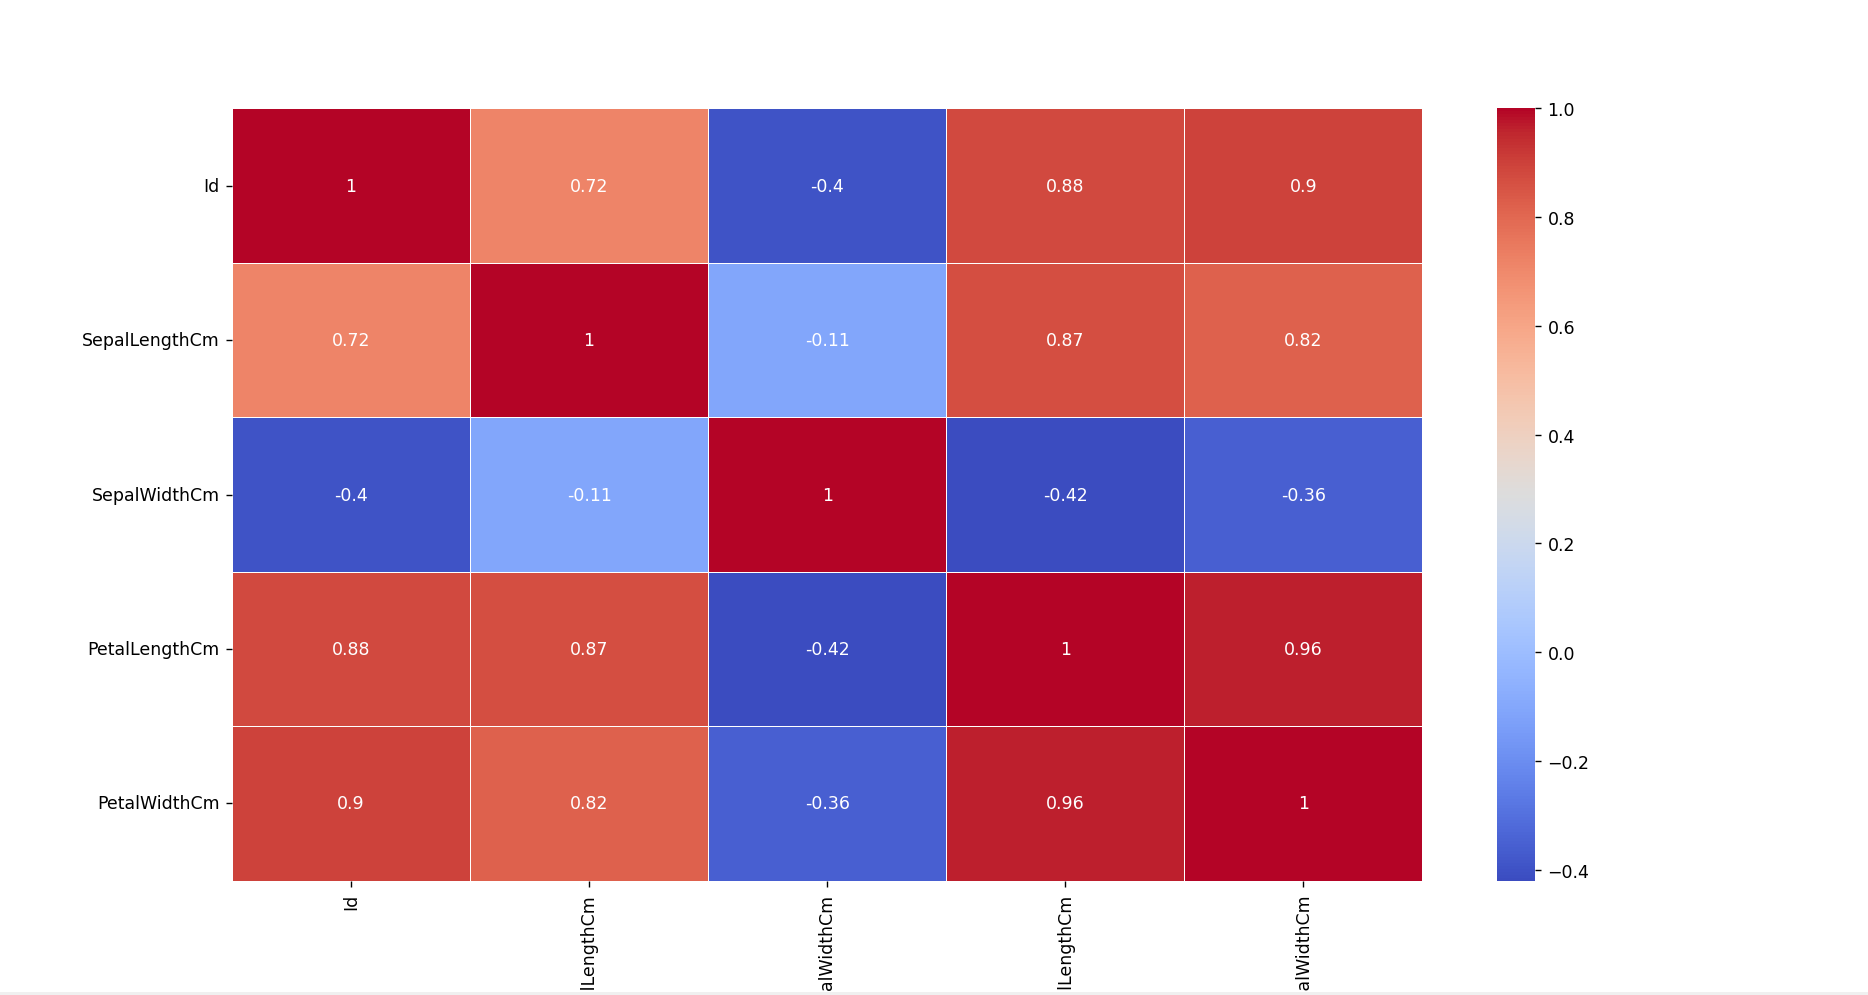 Id 1 0.72 -0.4 0.88 0.9
SepalLengthCm 0.72 1 -0.11 0.87 0.82
SepalWidthCm -0.4 -0.11 1 -0.42 -0.36
PetalLengthCm 0.88 0.87 -0.42 1 0.96
PetalWidthCm 0.9 0.82 -0.36 0.96 1
Id
lLengthCm
alWidthCm
lLengthCm
alWidthCm
1.0
0.8
0.6
0.4
0.2
0.0
−0.2
−0.4